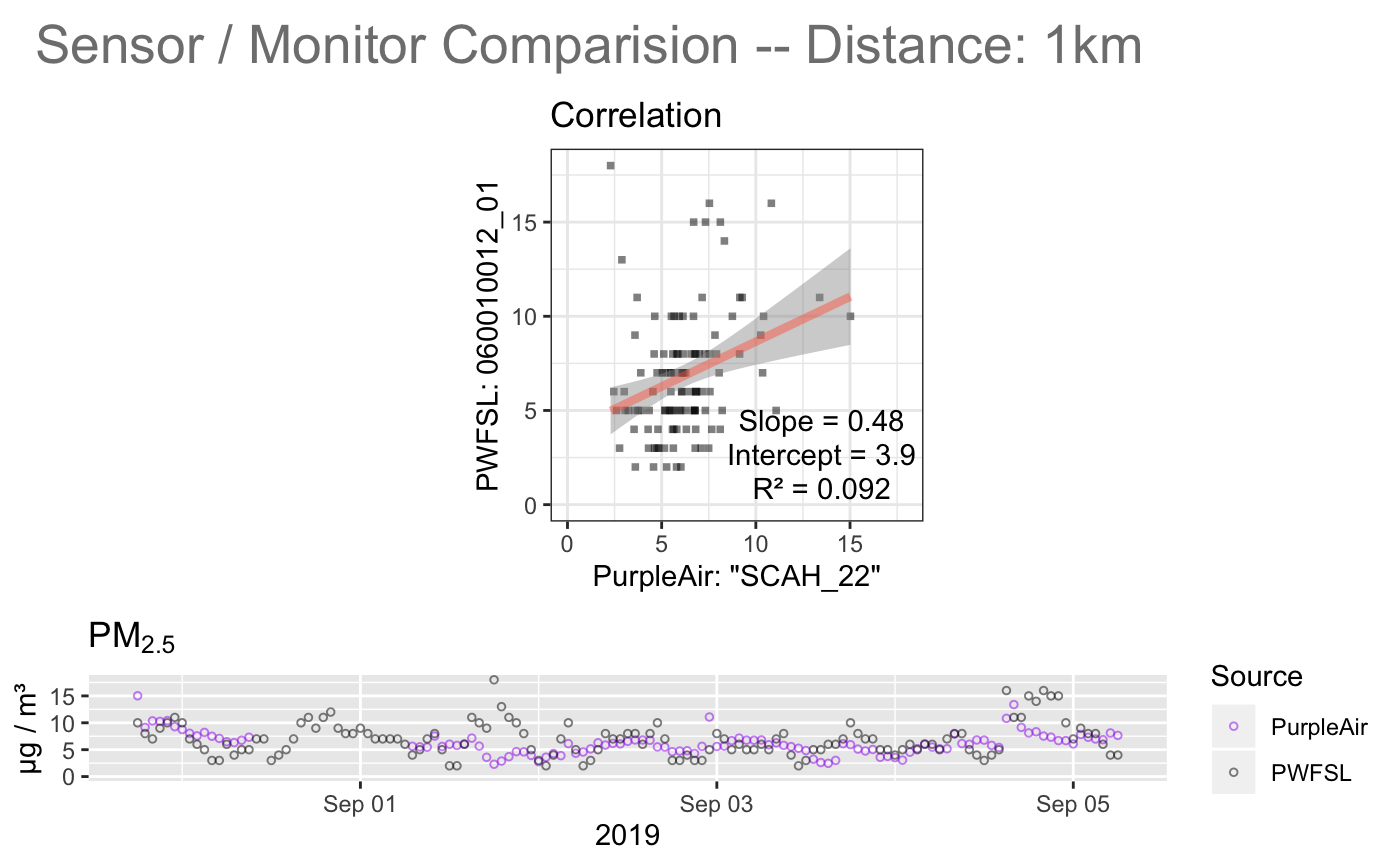 Sensor / Monitor Comparision -- Distance: 1km
Correlation
PWFSL: 060010012_01
15
10
5
0
Slope = 0.48
Intercept = 3.9
R² = 0.092
0 5 10 15
PurpleAir: "SCAH_22"
PM2.5
µg / m³
15
10
5
0
Sep 01 Sep 03 Sep 05
2019
Source
PurpleAir
PWFSL